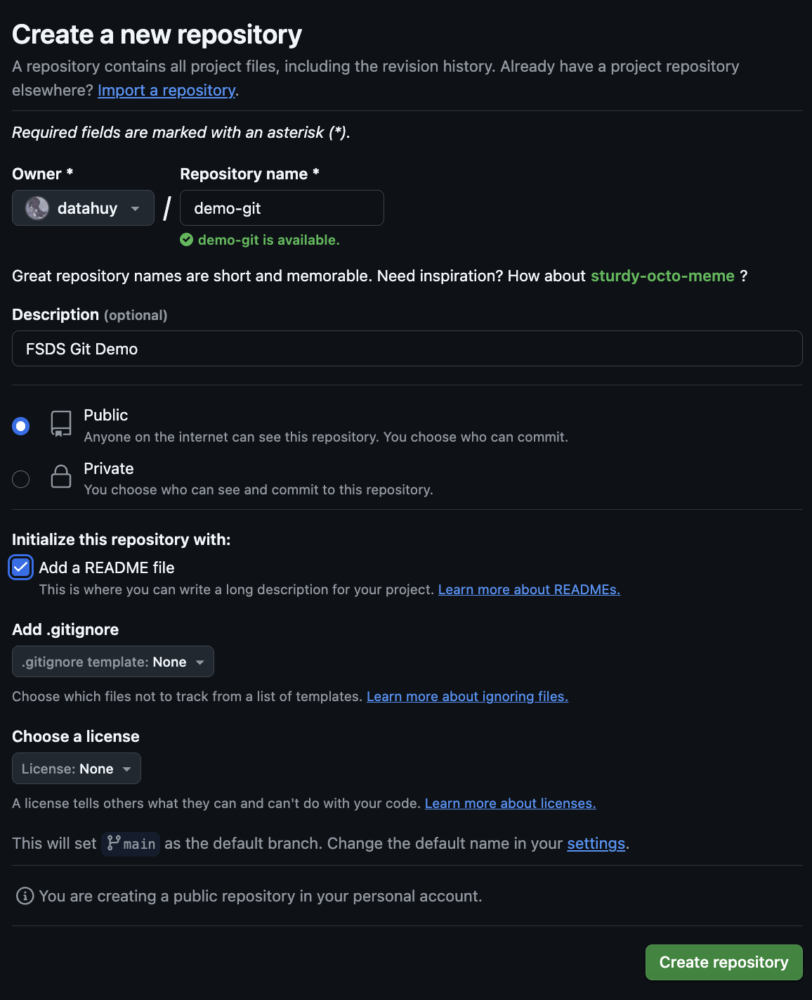 Create a new repository
A repository contains all project files, including the revision history. Already have a project repository
elsewhere? Import a repository.
Required fields are marked with an asterisk (*).
Owner *
Repository name *
datahuy
/
demo-git
demo-git is available.
Great repository names are short and memorable. Need inspiration? How about sturdy-octo-meme ?
Description (optional)
FSDS Git Demo
Public
Anyone on the internet can see this repository. You choose who can commit.
Private
You choose who can see and commit to this repository.
Initialize this repository with:
Add a README file
This is where you can write a long description for your project. Learn more about READMEs.
Add .gitignore
.gitignore template: None
Choose which files not to track from a list of templates. Learn more about ignoring files.
Choose a license
License: None
A license tells others what they can and can't do with your code. Learn more about licenses.
This will set main as the default branch. Change the default name in your settings.
You are creating a public repository in your personal account.
Create repository